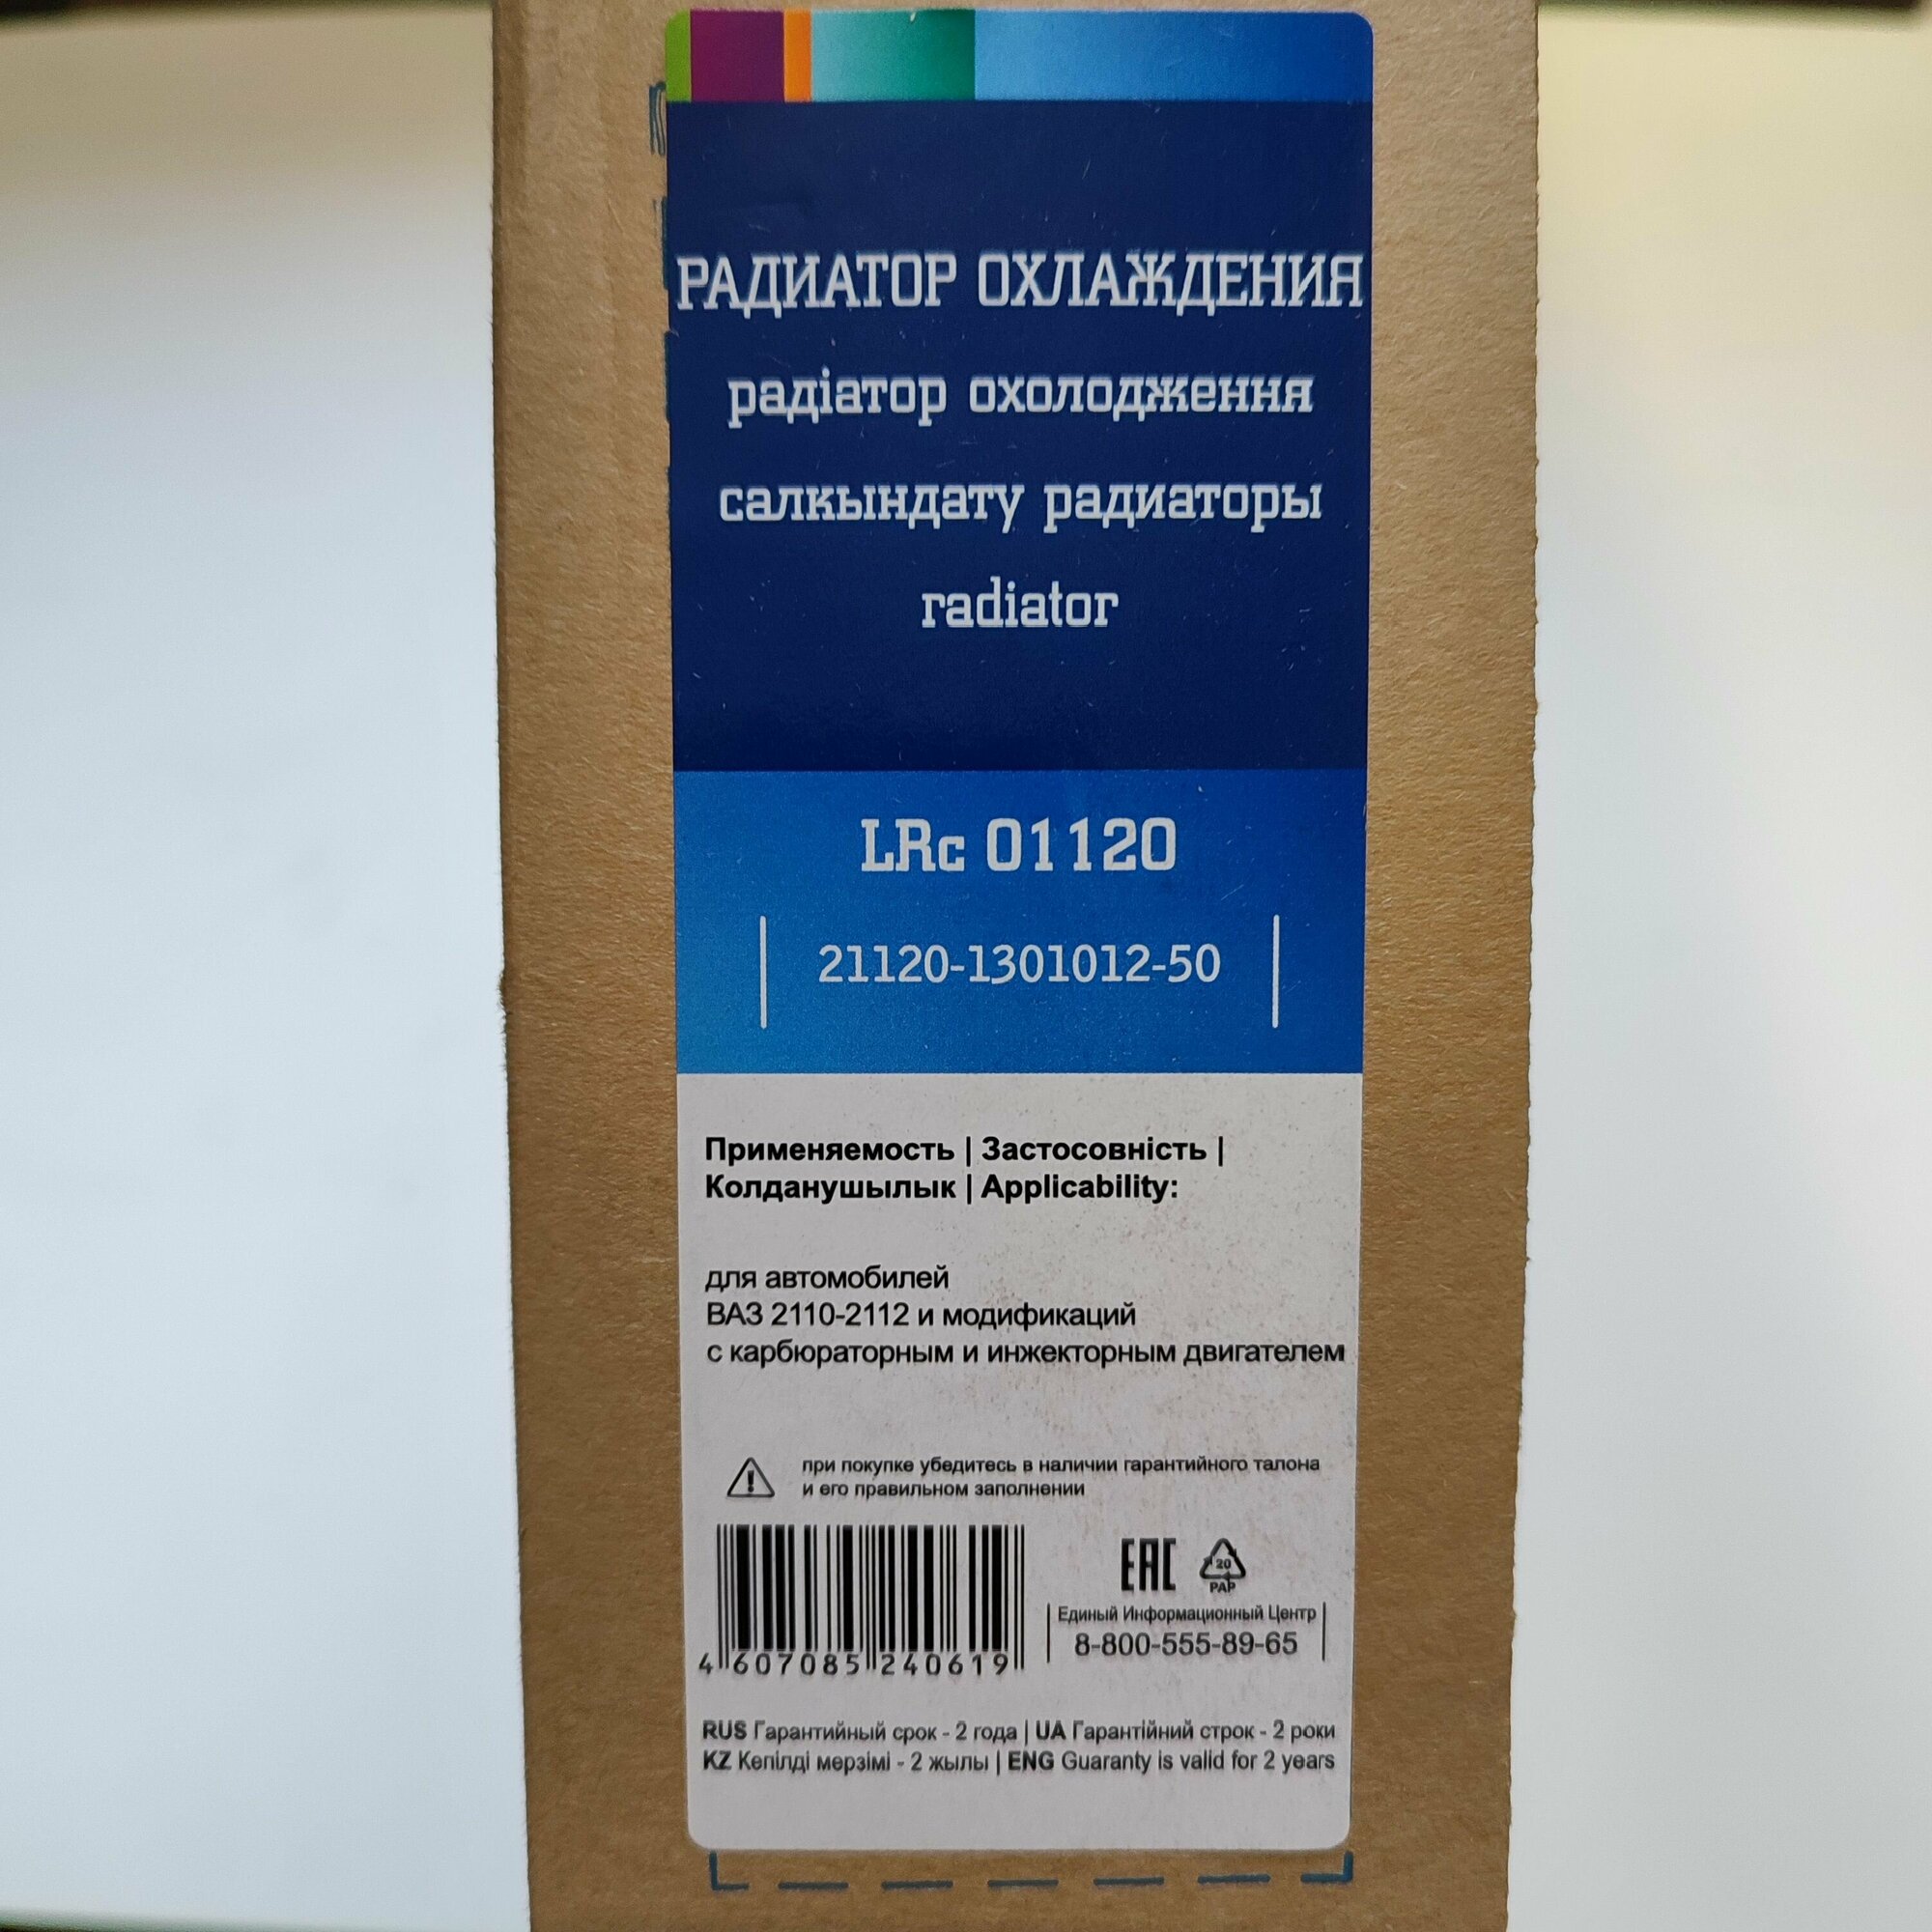 РАДИАТОР ОХЛАЖДЕНИЯ
радіатор охолодження
салкындату радиаторы
radiator
LRc 01120
21120-1301012-50
Применяемость | Застосовність |
Колданушылык | Applicability:
для автомобилей
ВАЗ 2110-2112 и модификаций
с карбюраторным и инжекторным двигателем
при покупке убедитесь в наличии гарантийного талона
и его правильном заполнении
EAC
20
PAP
Единый Информационный Центр
8-800-555-89-65
4 607085 240619
RUS Гарантийный срок - 2 года | UA Гарантійний строк - 2 роки
KZ Кепілді мерзімі - 2 жылы | ENG Guaranty is valid for 2 years